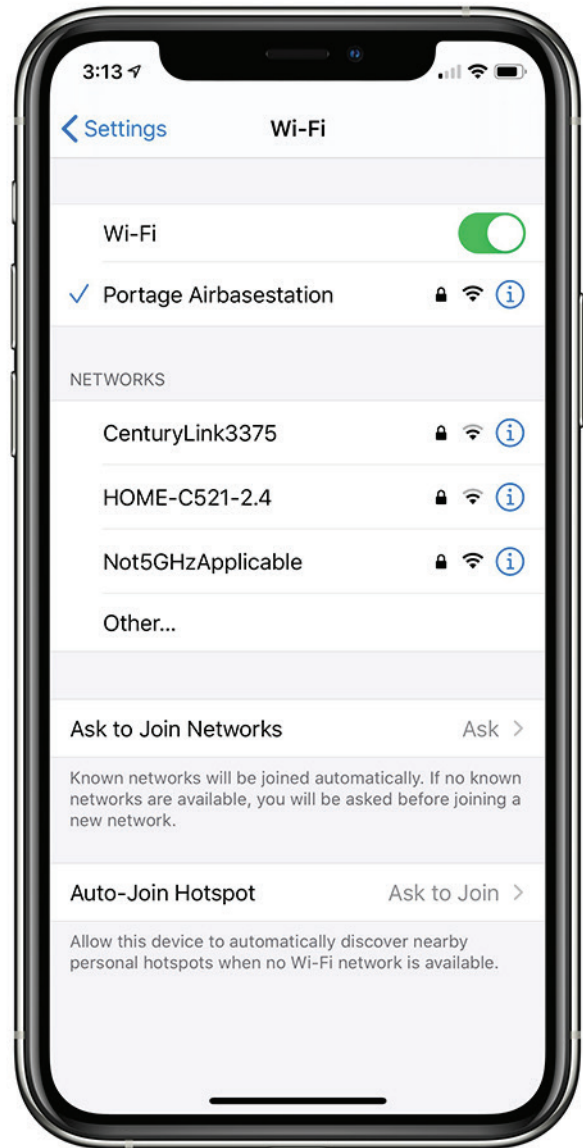 3:13
Settings
Wi-Fi
Wi-Fi
Portage Airbasestation
NETWORKS
CenturyLink3375
HOME-C521-2.4
Not5GHzApplicable
Other...
Ask to Join Networks Ask
Known networks will be joined automatically. If no known
networks are available, you will be asked before joining a
new network.
Auto-Join Hotspot Ask to Join
Allow this device to automatically discover nearby
personal hotspots when no Wi-Fi network is available.